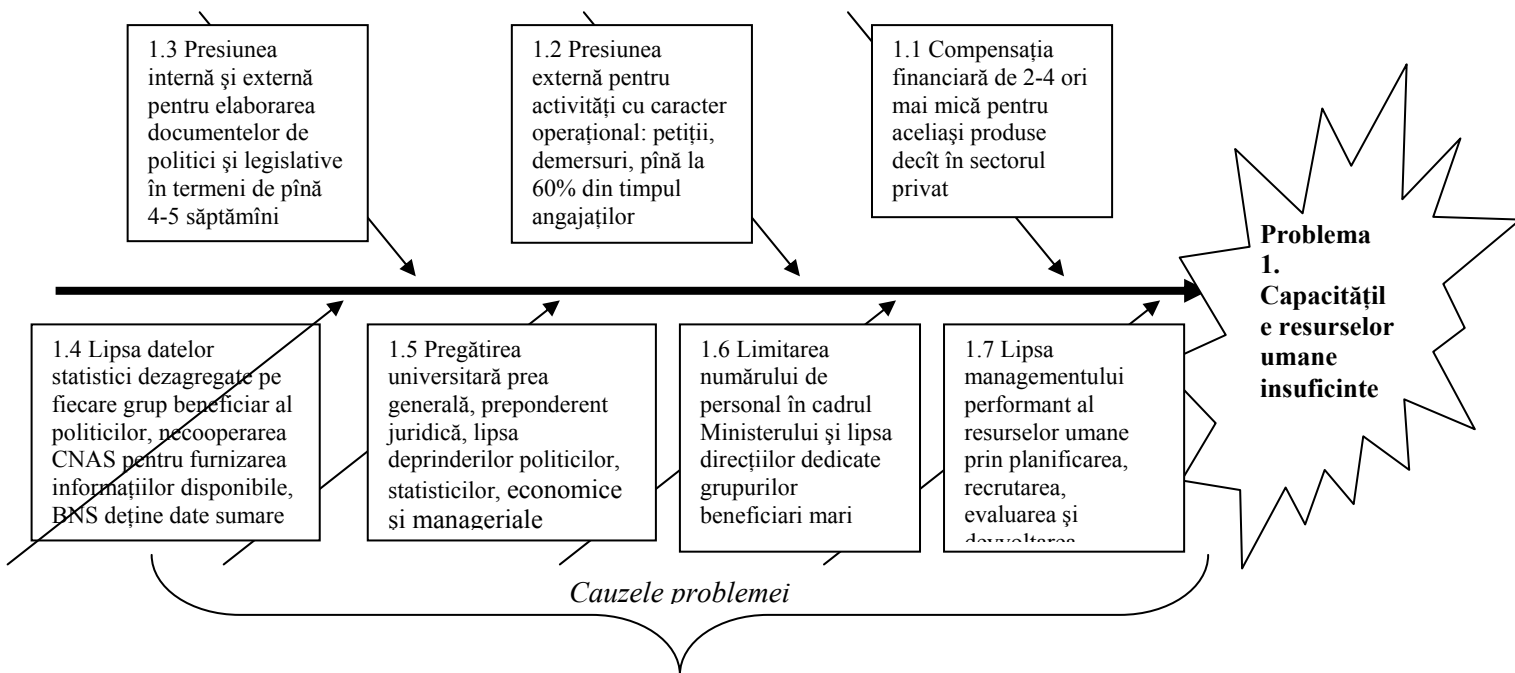 1.3 Presiunea
internă şi externă
pentru elaborarea
documentelor de
politici şi legislative
în termeni de pînă
4-5 săptămîni
1.2 Presiunea
externă pentru
activităţi cu caracter
operaţional: petiţii,
demersuri, pînă la
60% din timpul
angajaţilor
1.1 Compensaţia
financiară de 2-4 ori
mai mică pentru
aceliaşi produse
decît în sectorul
privat
Problema
1.
Capacităţil
e resurselor
umane
insuficinte
1.4 Lipsa datelor
statistici dezagregate pe
fiecare grup beneficiar al
politicilor, necooperarea
CNAS pentru furnizarea
informaţiilor disponibile,
BNS deţine date sumare
1.5 Pregătirea
universitară prea
generală, preponderent
juridică, lipsa
deprinderilor politicilor,
statisticilor, economice
şi manageriale
1.6 Limitarea
numărului de
personal în cadrul
Ministerului şi lipsa
direcţiilor dedicate
grupurilor
beneficiari mari
1.7 Lipsa
managementului
performant al
resurselor umane
prin planificarea,
recrutarea,
evaluarea şi
devvoltarea
Cauzele problemei